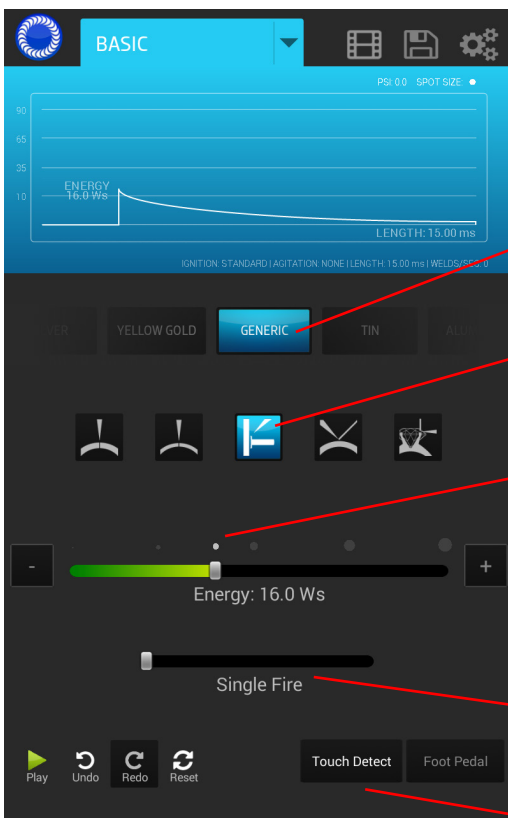 BASIC
PSI: 0.0 SPOT SIZE:
90
65
35
10
ENERGY
16.0 Ws
LENGTH: 15.00 ms
IGNITION: STANDARD | AGITATION: NONE | LENGTH: 15.00 ms | WELDS/SEC: 0
VER YELLOW GOLD GENERIC TIN ALU
- +
Energy: 16.0 Ws
Single Fire
Play Undo Redo Reset Touch Detect Foot Pedal